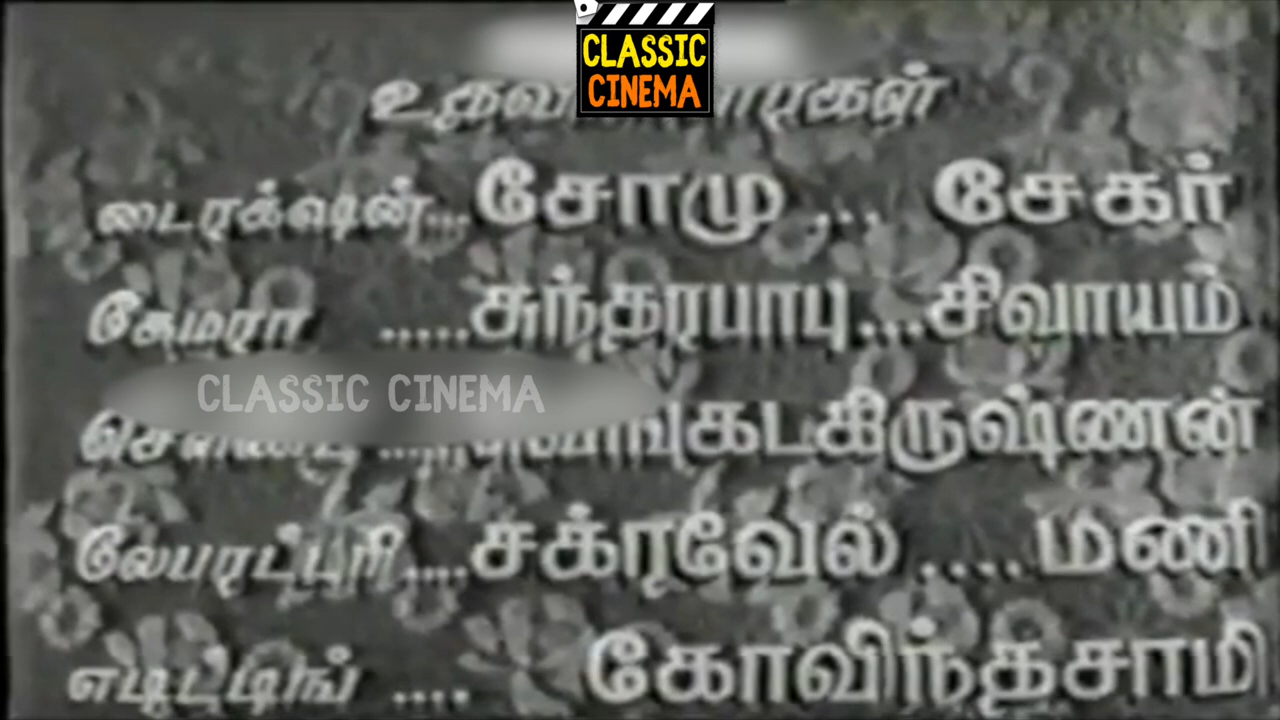 CLASSIC
CINEMA
டைரக்ஷன்... சோமு ... சேகர்
கேமரா ..... சுந்தரபாபு .... சிவாயம்
CLASSIC CINEMA
லேபரட்டரி .... சக்ரவேல் .... மணி
எடிட்டிங் .... கோவிந்தசாமி